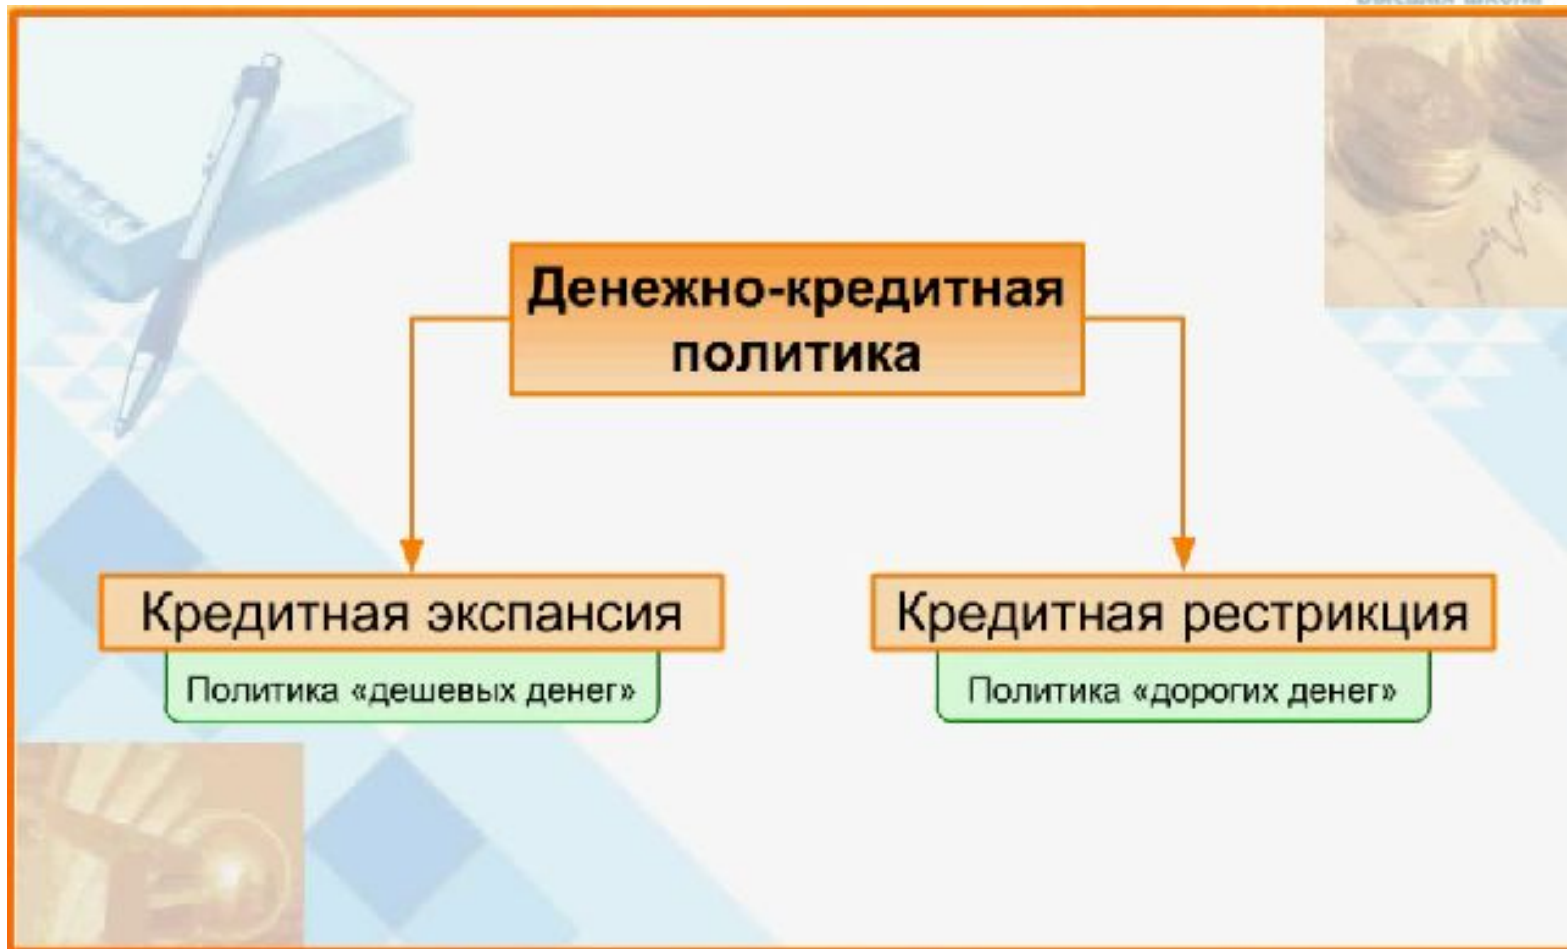 Денежно-кредитная
политика
Кредитная экспансия
Кредитная рестрикция
Политика «дешевых денег»
Политика «дорогих денег»